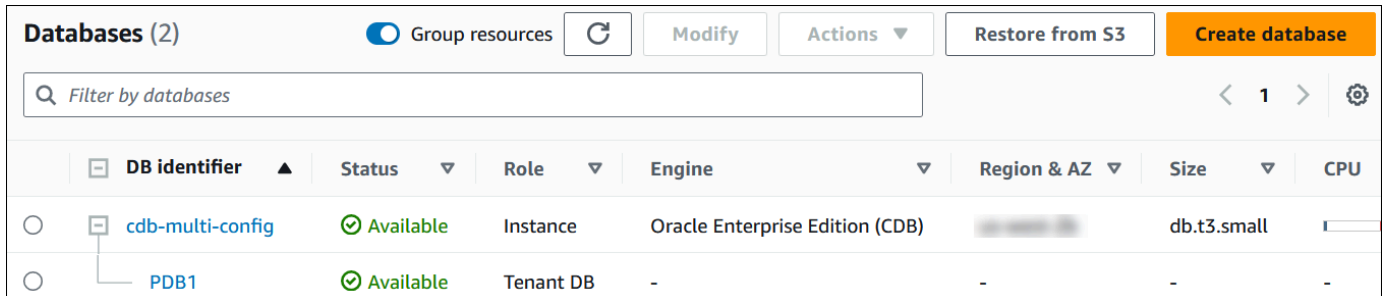 Databases (2) Group resources Modify Actions Restore from S3 Create database
Filter by databases
1
DB identifier Status Role Engine Region & AZ Size CPU
cdb-multi-config Available Instance Oracle Enterprise Edition (CDB) db.t3.small
PDB1 Available Tenant DB - - - -